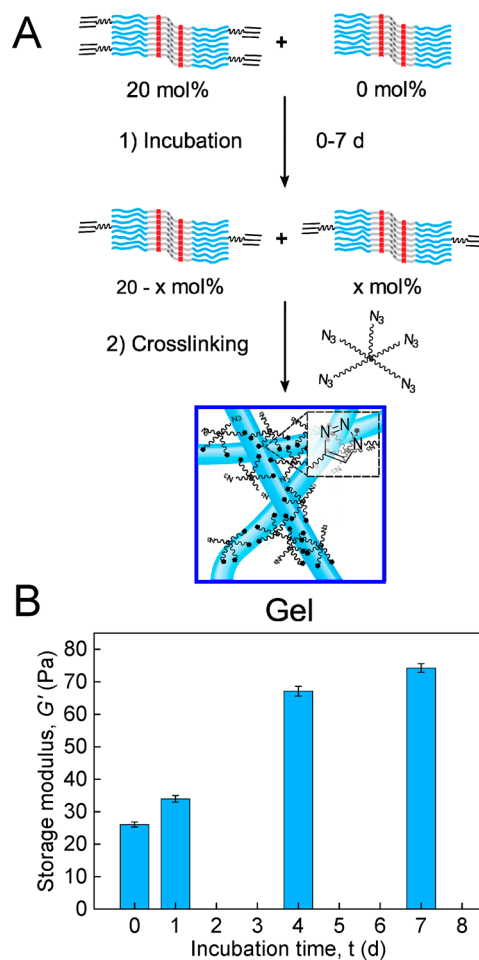 A
+
20 mol%
0 mol%
1) Incubation
0-7 d
+
20 - x mol%
x mol%
2) Crosslinking
N3
N3
N3
N3
N3
N
N
N
N3
N3
B
Gel
Storage modulus, G' (Pa)
80
70
60
50
40
30
20
10
0
0 1 2 3 4 5 6 7 8
Incubation time, t (d)